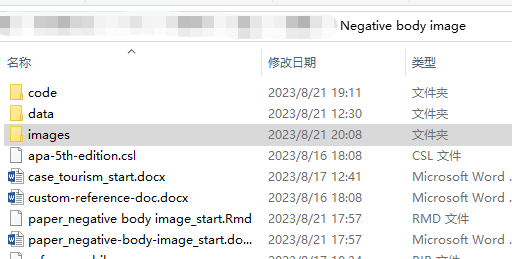 Negative body image
名称 修改日期 类型
code 2023/8/21 19:11 文件夹
data 2023/8/21 12:30 文件夹
images 2023/8/21 20:08 文件夹
apa-5th-edition.csl 2023/8/16 18:08 CSL 文件
case_tourism_start.docx 2023/8/17 12:41 Microsoft Word ...
custom-reference-doc.docx 2023/8/16 18:08 Microsoft Word ...
paper_negative body image_start.Rmd 2023/8/21 17:57 RMD 文件
paper_negative-body-image_start.do... 2023/8/21 17:57 Microsoft Word ...